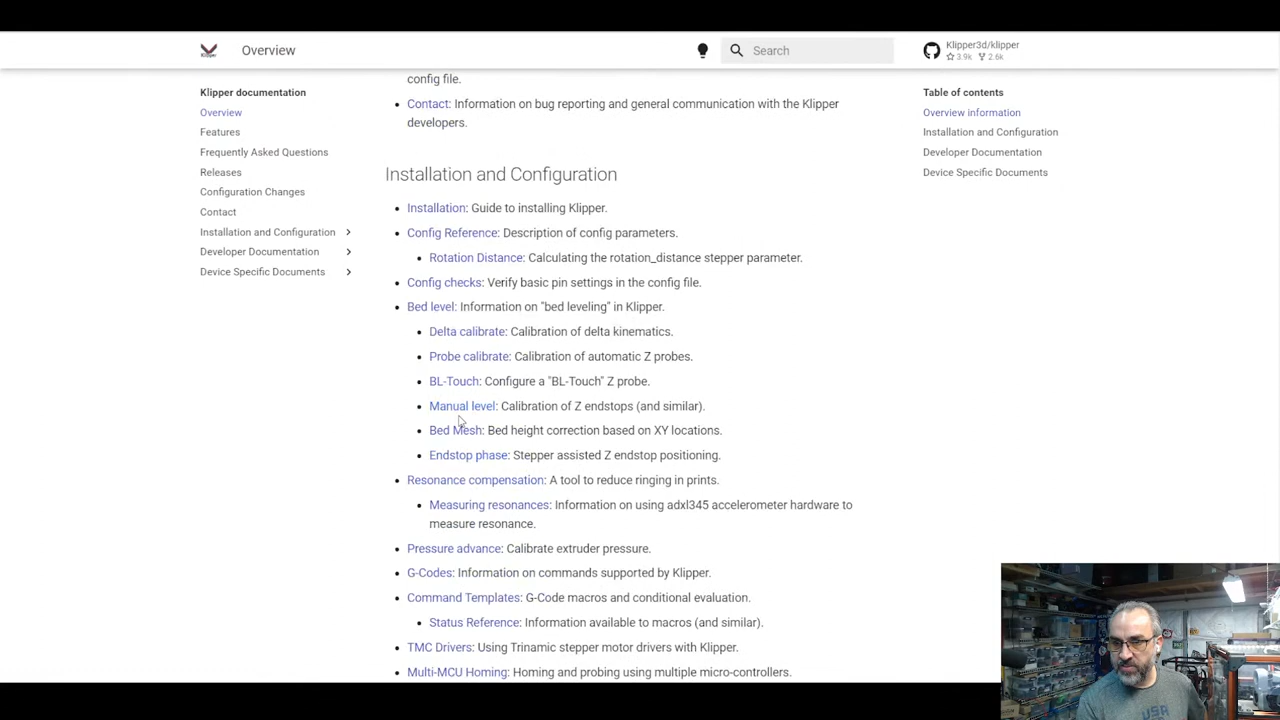 Overview
Search
Klipper3d/klipper
3.9k 2.6k
Klipper
Klipper documentation
Overview
Features
Frequently Asked Questions
Releases
Configuration Changes
Contact
Installation and Configuration
Developer Documentation
Device Specific Documents
config file.
Contact: Information on bug reporting and general communication with the Klipper
developers.
Installation and Configuration
Installation: Guide to installing Klipper.
Config Reference: Description of config parameters.
Rotation Distance: Calculating the rotation_distance stepper parameter.
Config checks: Verify basic pin settings in the config file.
Bed level: Information on "bed leveling" in Klipper.
Delta calibrate: Calibration of delta kinematics.
Probe calibrate: Calibration of automatic Z probes.
BL-Touch: Configure a "BL-Touch" Z probe.
Manual level: Calibration of Z endstops (and similar).
Bed Mesh: Bed height correction based on XY locations.
Endstop phase: Stepper assisted Z endstop positioning.
Resonance compensation: A tool to reduce ringing in prints.
Measuring resonances: Information on using adxl345 accelerometer hardware to
measure resonance.
Pressure advance: Calibrate extruder pressure.
G-Codes: Information on commands supported by Klipper.
Command Templates: G-Code macros and conditional evaluation.
Status Reference: Information available to macros (and similar).
TMC Drivers: Using Trinamic stepper motor drivers with Klipper.
Multi-MCU Homing: Homing and probing using multiple micro-controllers.
Table of contents
Overview information
Installation and Configuration
Developer Documentation
Device Specific Documents
USA